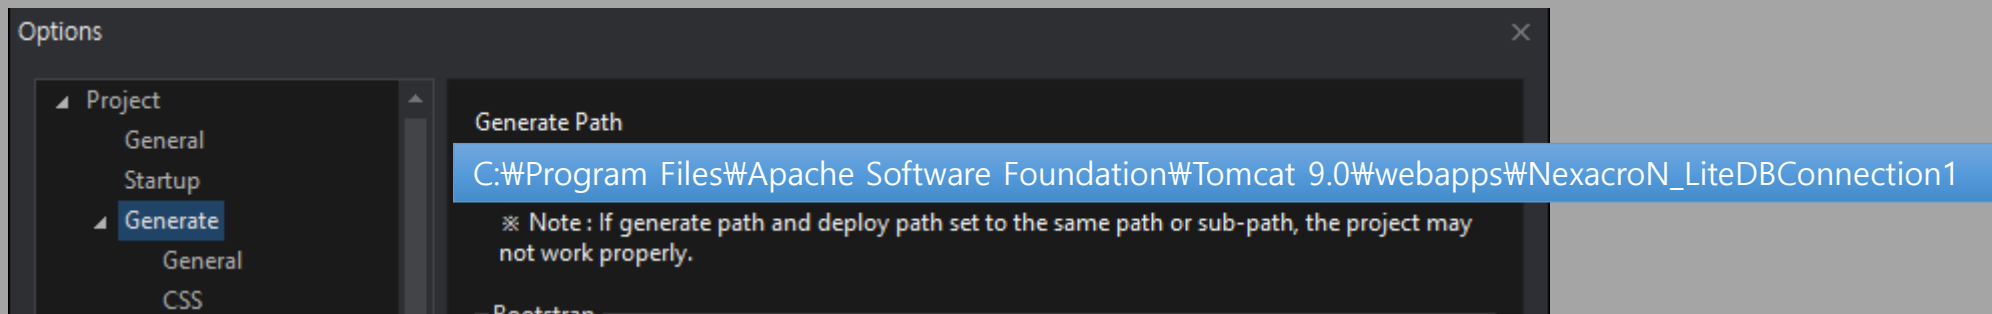 Options
Project
General
Startup
Generate
General
CSS
Generate Path
C:₩Program Files₩Apache Software Foundation₩Tomcat 9.0₩webapps₩NexacroN_LiteDBConnection1
※ Note : If generate path and deploy path set to the same path or sub-path, the project may
not work properly.
Bootstrap